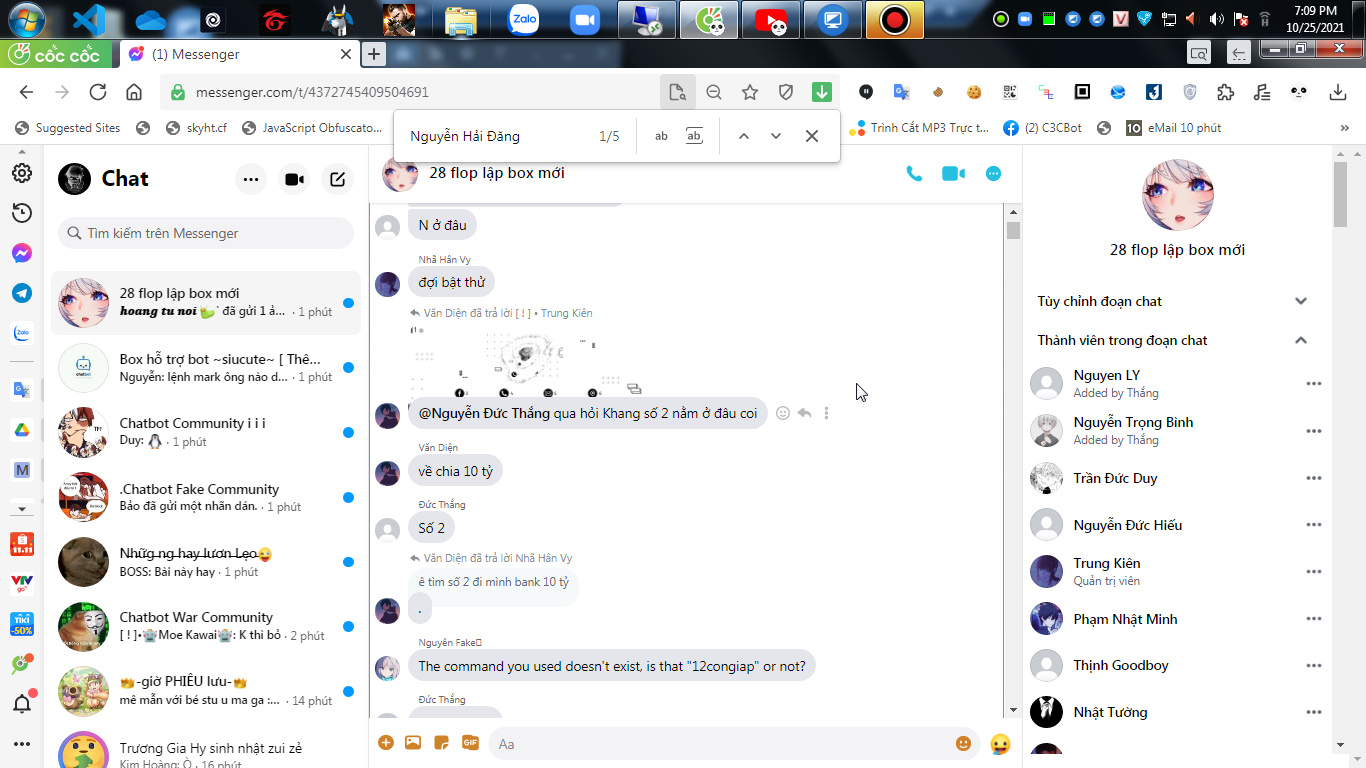 Zalo
7:09 PM
10/25/2021
cốc cốc
(1) Messenger
messenger.com/t/4372745409504691
Suggested Sites
skyht.cf
JavaScript Obfuscato...
Nguyễn Hải Đăng
1/5
ab
ab
Trình Cắt MP3 Trực t...
(2) C3CBot
10
eMail 10 phút
Chat
Tìm kiếm trên Messenger
28 flop lập box mới
hoang tu noi đã gửi 1 ả... · 1 phút
Box hỗ trợ bot ~siucute~ [ Thê...
Nguyễn: lệnh mark ông nào d... · 1 phút
Chatbot Community i i i
Duy: 🐧 · 1 phút
.Chatbot Fake Community
Bảo đã gửi một nhãn dán. · 1 phút
Những ng hay lươn Lẹo😜
BOSS: Bài này hay · 1 phút
Chatbot War Community
[ ! ]•🤖Moe Kawai🤖: K thì bỏ · 2 phút
👑-giờ PHIÊU lưu-👑
mê mẫn với bé stu u ma ga :... · 14 phút
Trương Gia Hy sinh nhật zui zẻ
Kim Hoàng: Ò · 16 phút
Zalo
M
11.11
VTV
go
TIKI
-50%
28 flop lập box mới
N ở đâu
Nhã Hân Vy
đợi bật thử
Văn Diện đã trả lời [ ! ] • Trung Kiên
@Nguyễn Đức Thắng qua hỏi Khang số 2 nằm ở đâu coi
Văn Diện
về chia 10 tỷ
Đức Thắng
Số 2
Văn Diện đã trả lời Nhã Hân Vy
ê tìm số 2 đi mình bank 10 tỷ
.
Nguyên Fake
The command you used doesn't exist, is that "12congiap" or not?
Đức Thắng
GIF
Aa
28 flop lập box mới
Tùy chỉnh đoạn chat
Thành viên trong đoạn chat
Nguyen LY
Added by Thắng
Nguyễn Trọng Bình
Added by Thắng
Trần Đức Duy
Nguyễn Đức Hiếu
Trung Kiên
Quản trị viên
Phạm Nhật Minh
Thịnh Goodboy
Nhật Tường